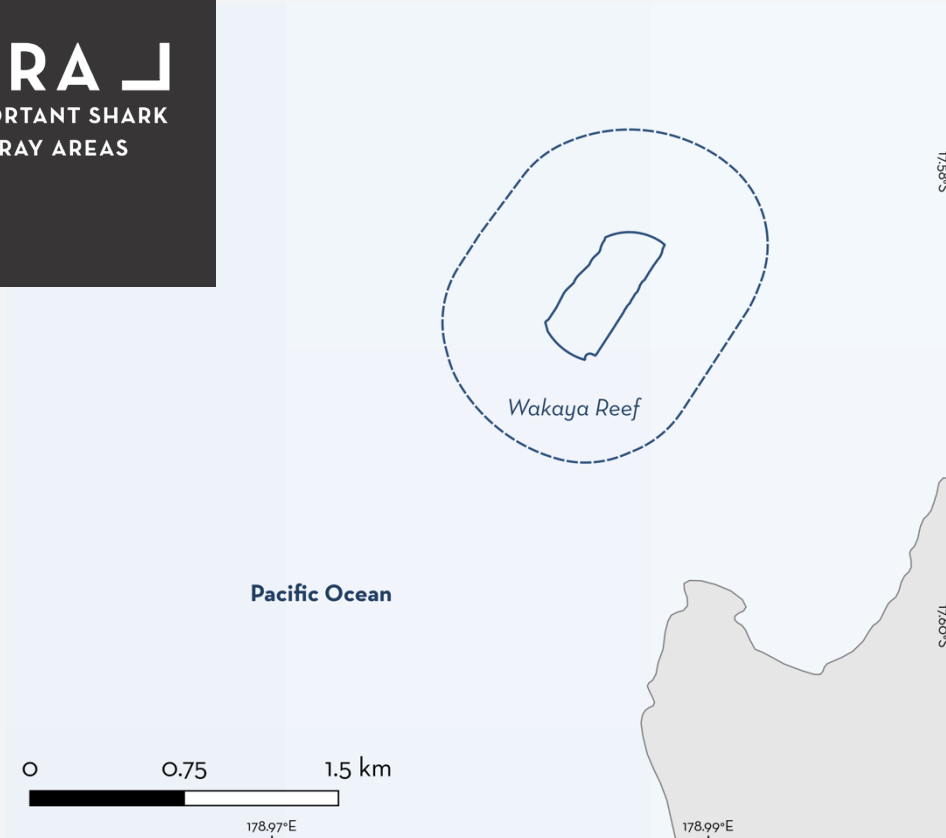 RA
ORTANT SHARK
RAY AREAS
17.58°S
Wakaya Reef
Pacific Ocean
17.60°S
0 0.75 1.5 km
178.97°E 178.99°E